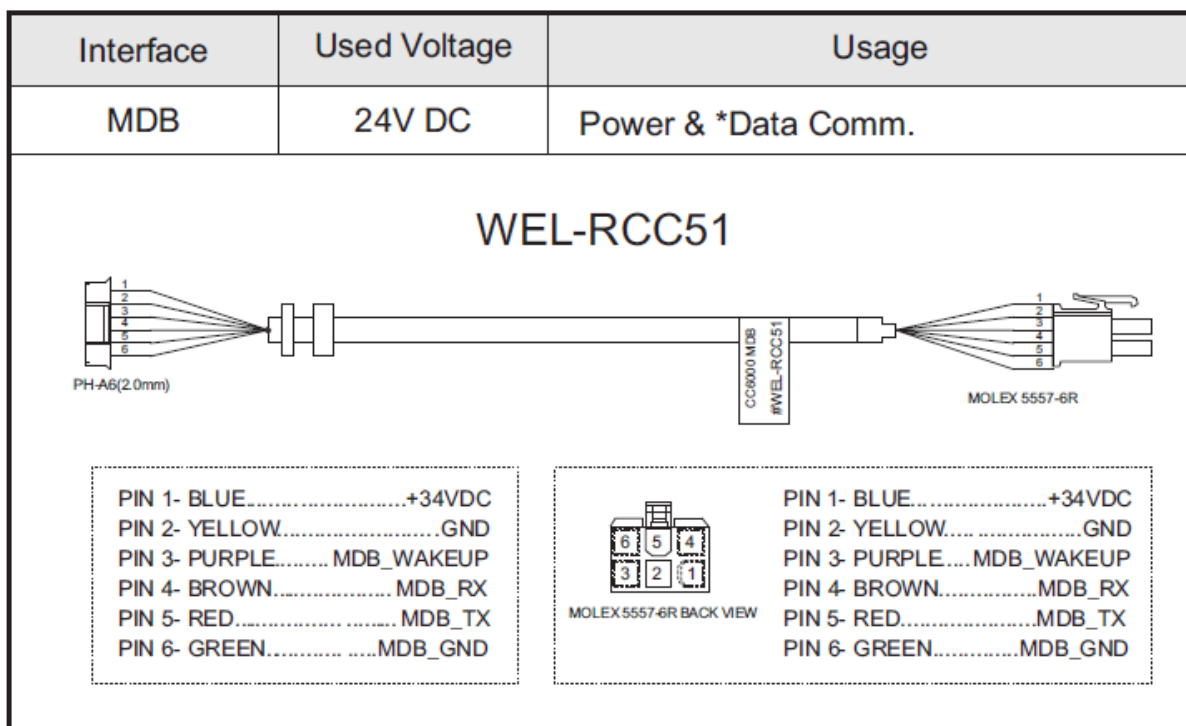 Interface Used Voltage Usage
MDB 24V DC Power & *Data Comm.
WEL-RCC51
1
2
3
4
5
6
PH-A6(2.0mm)
CC6000 MDB
#WEL-RCC51
1
2
3
4
5
6
MOLEX 5557-6R
PIN 1- BLUE............................+34VDC
PIN 2- YELLOW............................GND
PIN 3- PURPLE......... MDB_WAKEUP
PIN 4- BROWN..................... MDB_RX
PIN 5- RED......................... MDB_TX
PIN 6- GREEN..................MDB_GND
6 5 4
3 2 1
MOLEX 5557-6R BACK VIEW
PIN 1- BLUE........................+34VDC
PIN 2- YELLOW........................GND
PIN 3- PURPLE.....MDB_WAKEUP
PIN 4- BROWN.................MDB_RX
PIN 5- RED.......................MDB_TX
PIN 6- GREEN...............MDB_GND